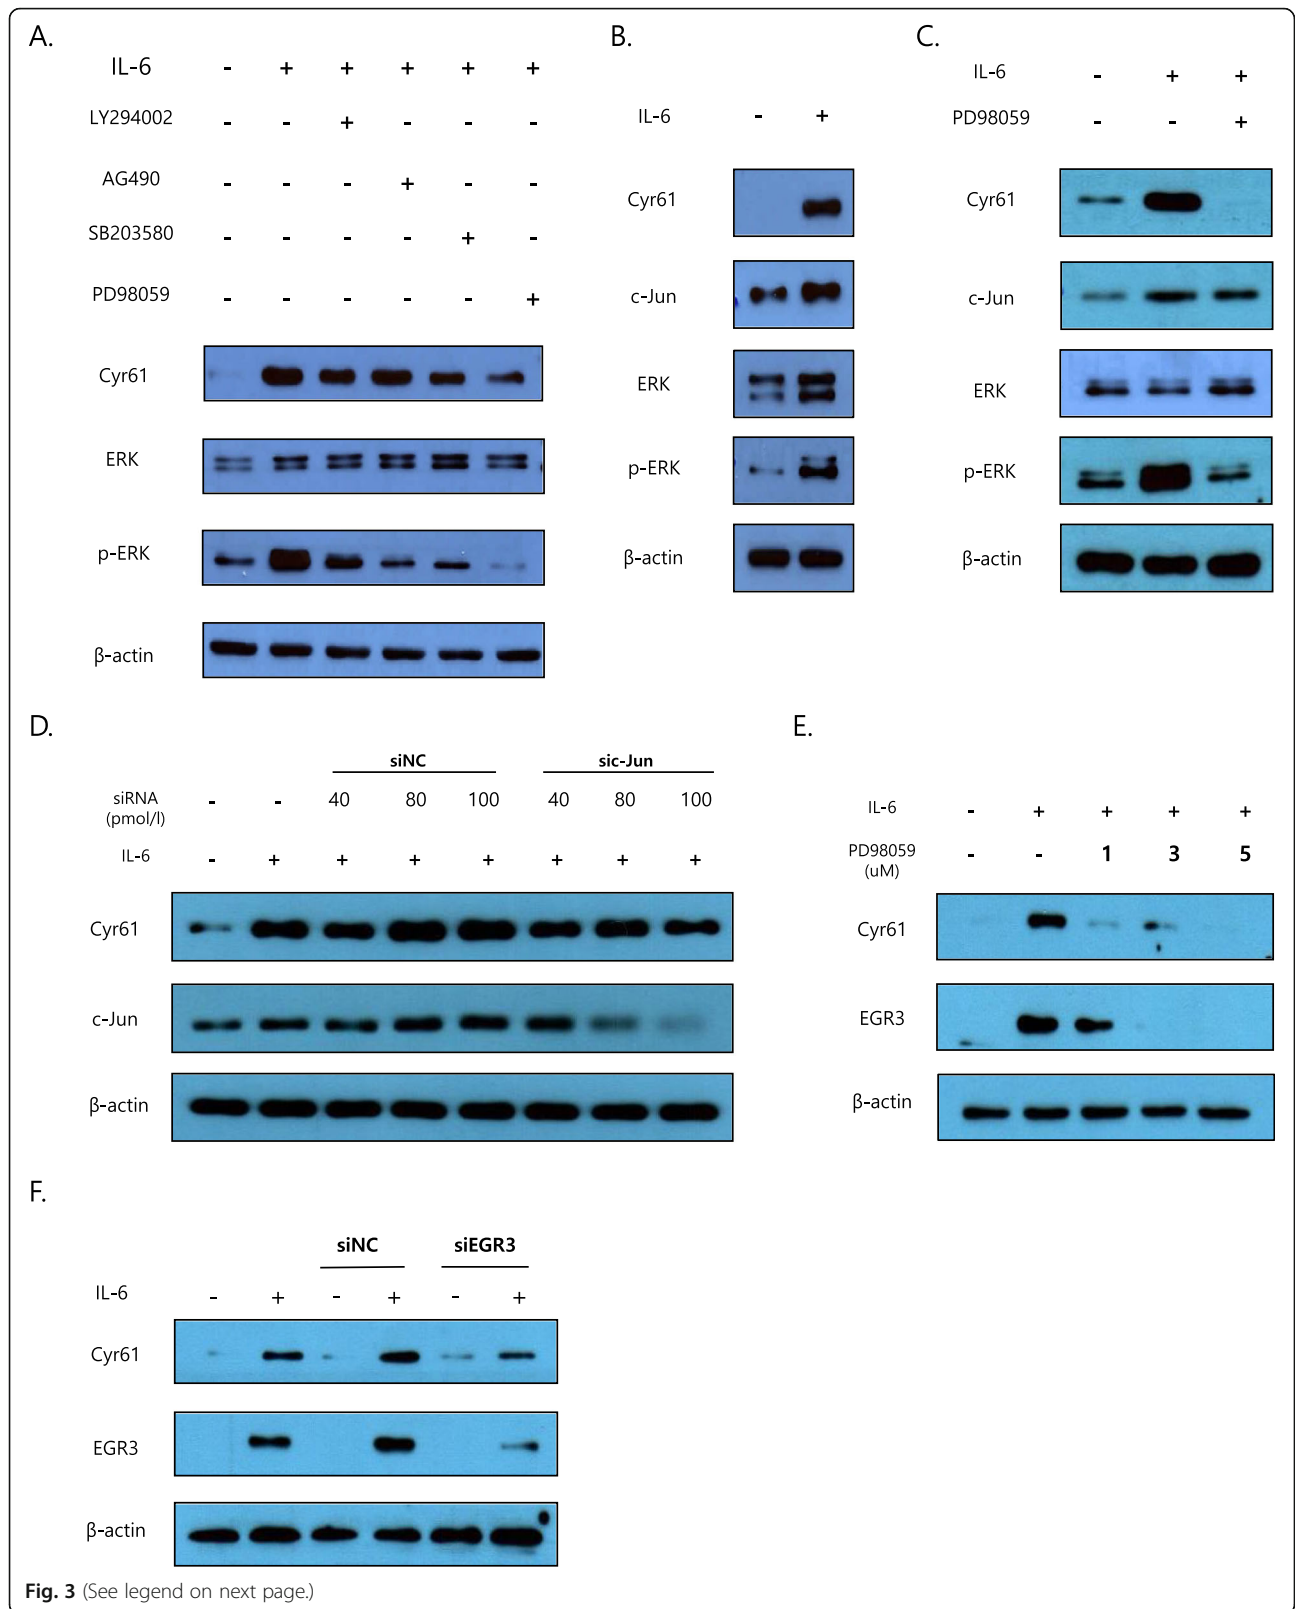 A.
IL-6 - + + + + +
LY294002 - - + - - -
AG490 - - - + - -
SB203580 - - - - + -
PD98059 - - - - - +
Cyr61
ERK
p-ERK
β-actin
B.
IL-6 - +
Cyr61
c-Jun
ERK
p-ERK
β-actin
C.
IL-6 - + +
PD98059 - - +
Cyr61
c-Jun
ERK
p-ERK
β-actin
D.
siNC sic-Jun
siRNA - - 40 80 100 40 80 100
(pmol/l)
IL-6 - + + + + + + +
Cyr61
c-Jun
β-actin
E.
IL-6 - + + + +
PD98059 - - 1 3 5
(uM)
Cyr61
EGR3
β-actin
F.
siNC siEGR3
IL-6 - + - + - +
Cyr61
EGR3
β-actin
Fig. 3 (See legend on next page.)